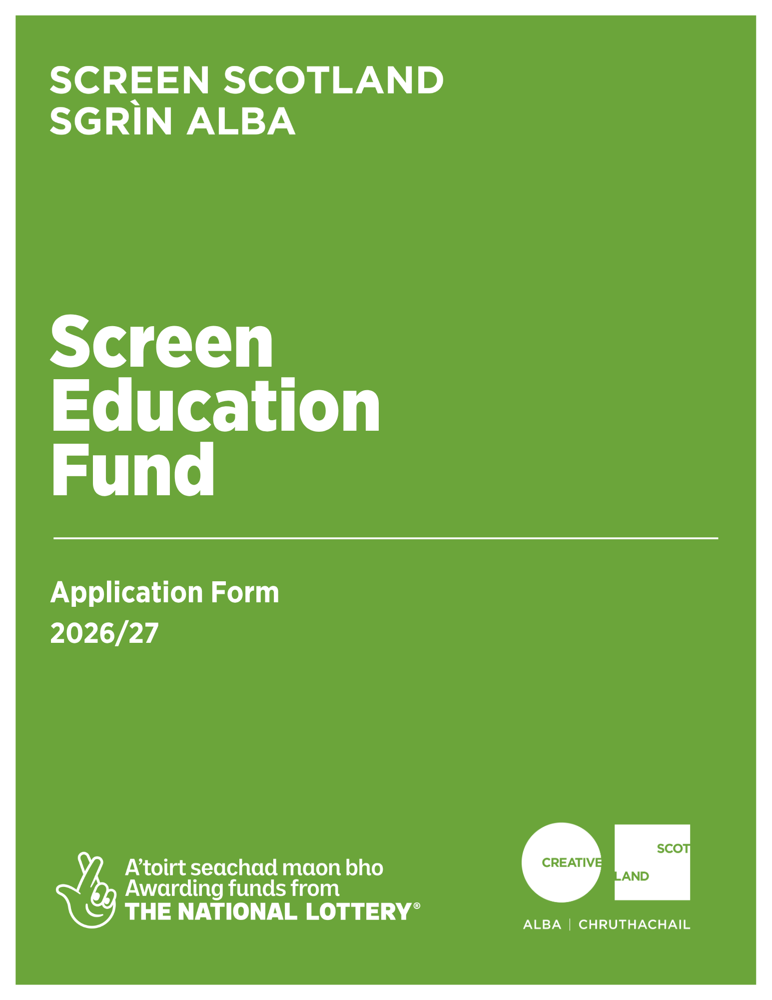 SCREEN SCOTLAND
SGRÌN ALBA
Screen
Education
Fund
Application Form
2026/27
A’toirt seachad maon bho
Awarding funds from
THE NATIONAL LOTTERY®
CREATIVE
SCOT
LAND
ALBA | CHRUTHACHAIL